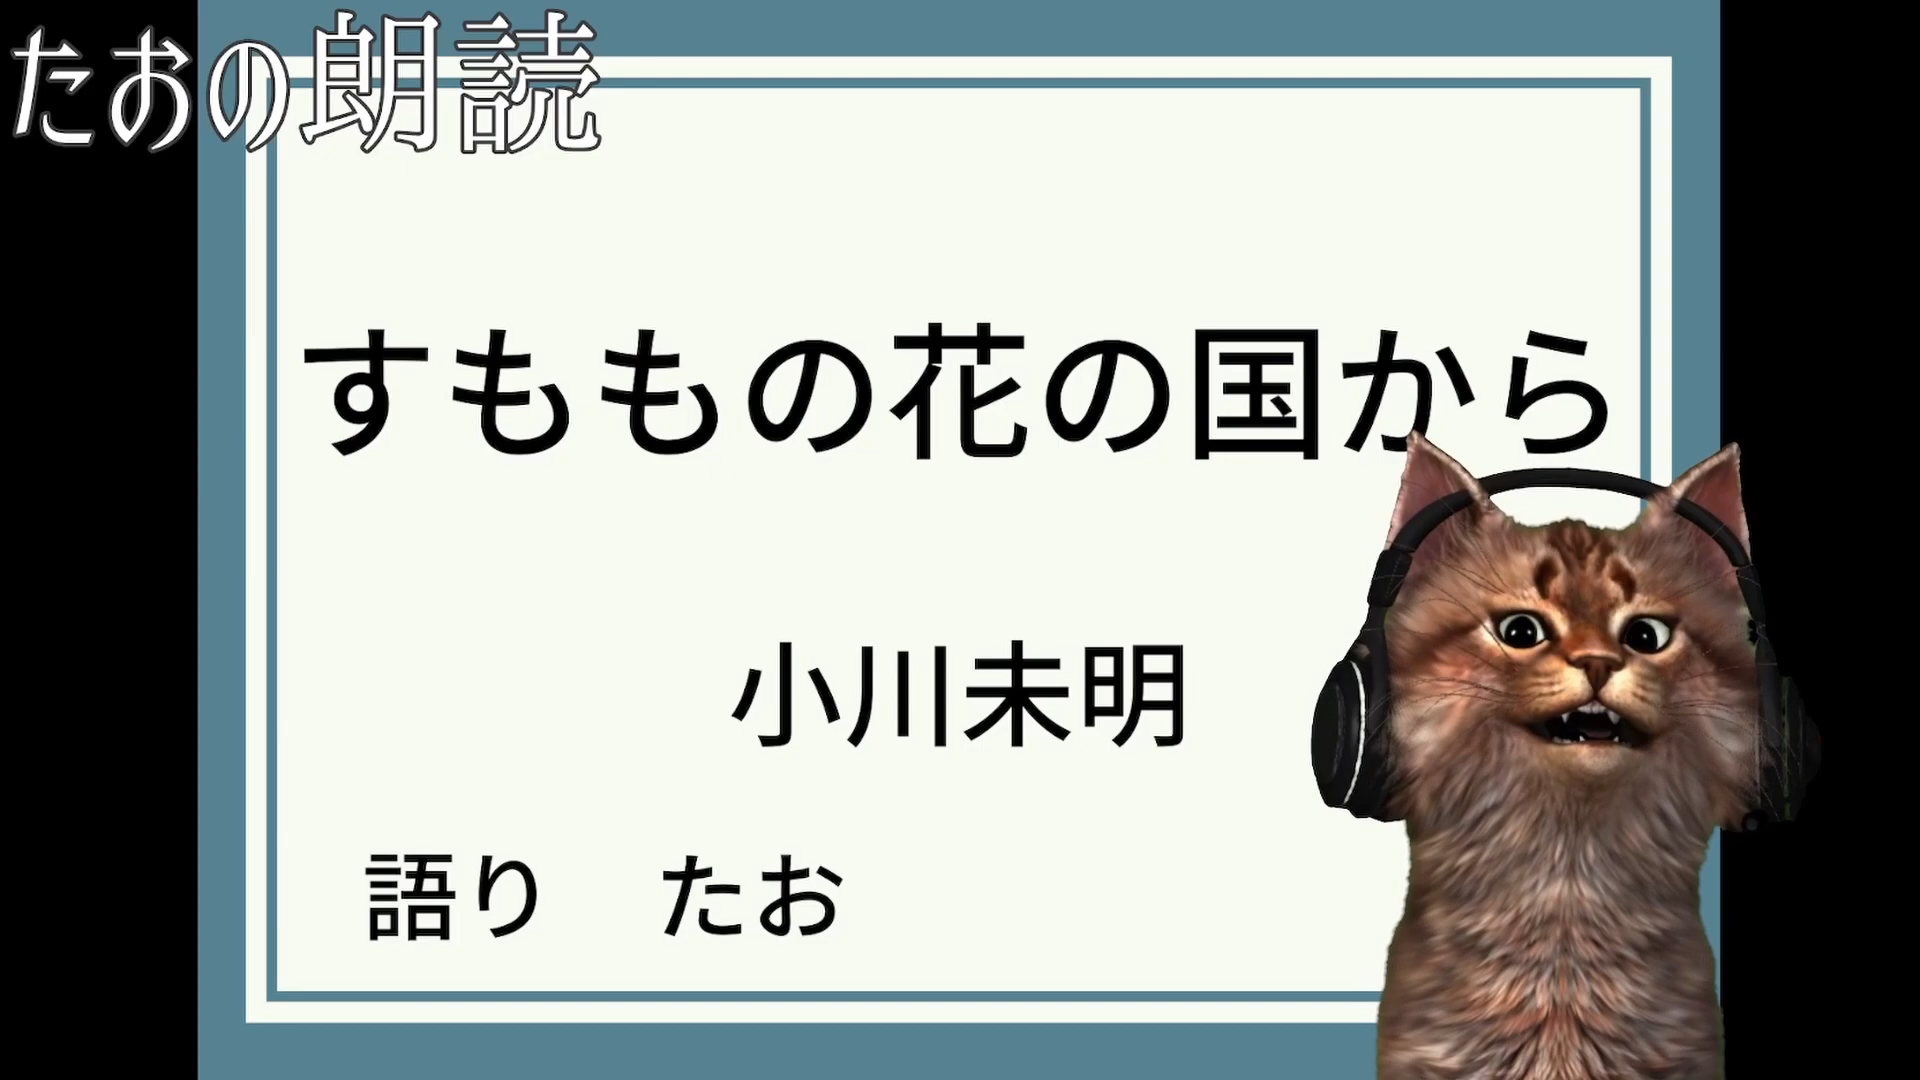 たおの朗読
すももの花の国から
小川未明
語り　たお